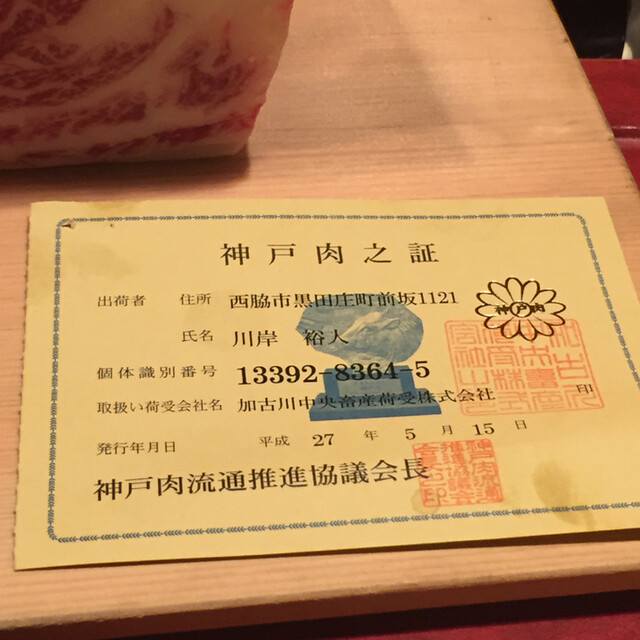 神戸肉之証
出荷者 住所 西脇市黒田庄町前坂1121
神戸肉
氏名 川岸 裕人
個体識別番号 13392-8364-5
取扱い荷受会社名 加古川中央畜産荷受株式会社
印
発行年月日 平成 27 年 5 月 15 日
神戸肉流通推進協議会長